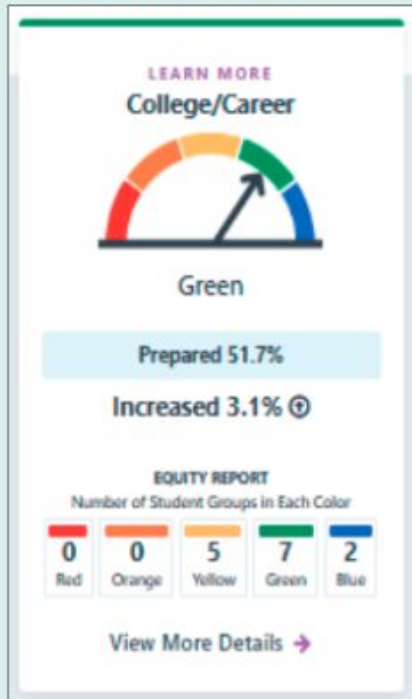 LEARN MORE
College/Career
Green
Prepared 51.7%
Increased 3.1%
EQUITY REPORT
Number of Student Groups in Each Color
0 0 5 7 2
Red Orange Yellow Green Blue
View More Details →